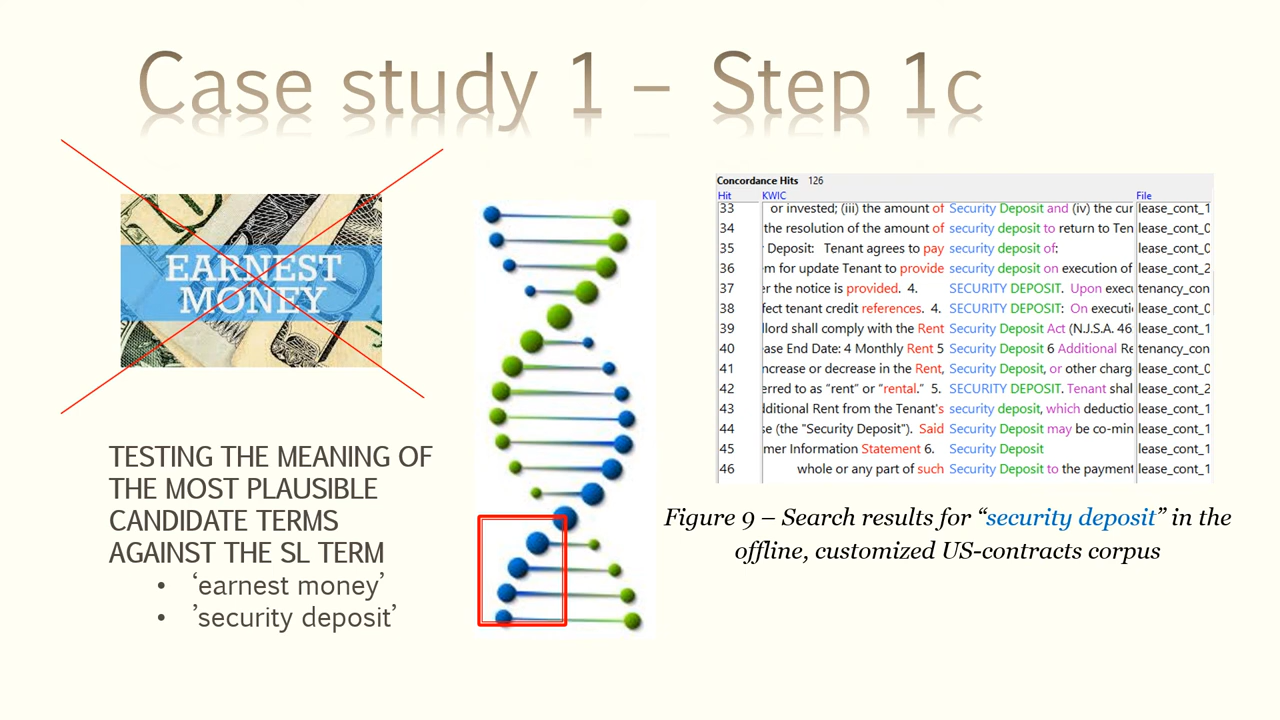 Case study 1 – Step 1c
EARNEST
MONEY
TESTING THE MEANING OF
THE MOST PLAUSIBLE
CANDIDATE TERMS
AGAINST THE SL TERM
• ‘earnest money’
• ’security deposit’
Concordance Hits 126
Hit KWIC File
33 or invested; (iii) the amount of Security Deposit and (iv) the cur lease_cont_1
34 the resolution of the amount of security deposit to return to Ten lease_cont_0
35 Deposit: Tenant agrees to pay security deposit of: lease_cont_0
36 em for update Tenant to provide security deposit on execution of lease_cont_2
37 er the notice is provided. 4. SECURITY DEPOSIT. Upon execu tenancy_con
38 fect tenant credit references. 4. SECURITY DEPOSIT: On executi lease_cont_0
39 dlord shall comply with the Rent Security Deposit Act (N.J.S.A. 46 lease_cont_1
40 ease End Date: 4 Monthly Rent 5 Security Deposit 6 Additional Re tenancy_con
41 increase or decrease in the Rent, Security Deposit, or other charg lease_cont_0
42 erred to as “rent” or “rental.” 5. SECURITY DEPOSIT. Tenant shal lease_cont_2
43 dditional Rent from the Tenant's security deposit, which deductio lease_cont_1
44 se (the "Security Deposit"). Said Security Deposit may be co-min lease_cont_1
45 mer Information Statement 6. Security Deposit lease_cont_1
46 whole or any part of such Security Deposit to the payment lease_cont_1
Figure 9 – Search results for “security deposit” in the
offline, customized US-contracts corpus